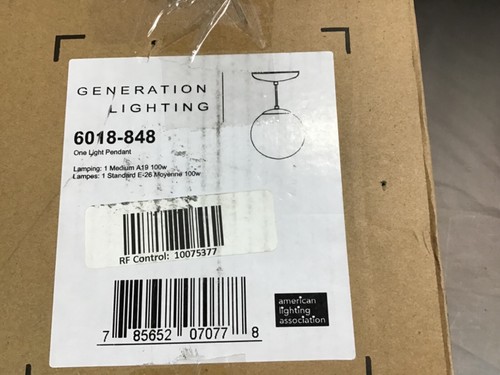 GENERATION
LIGHTING
6018-848
One Light Pendant
Lamping: 1 Medium A19 100w
Lampes: 1 Standard E-26 Moyenne 100w
RF Control: 10075377
american
lighting
association
7 85652 07077 8